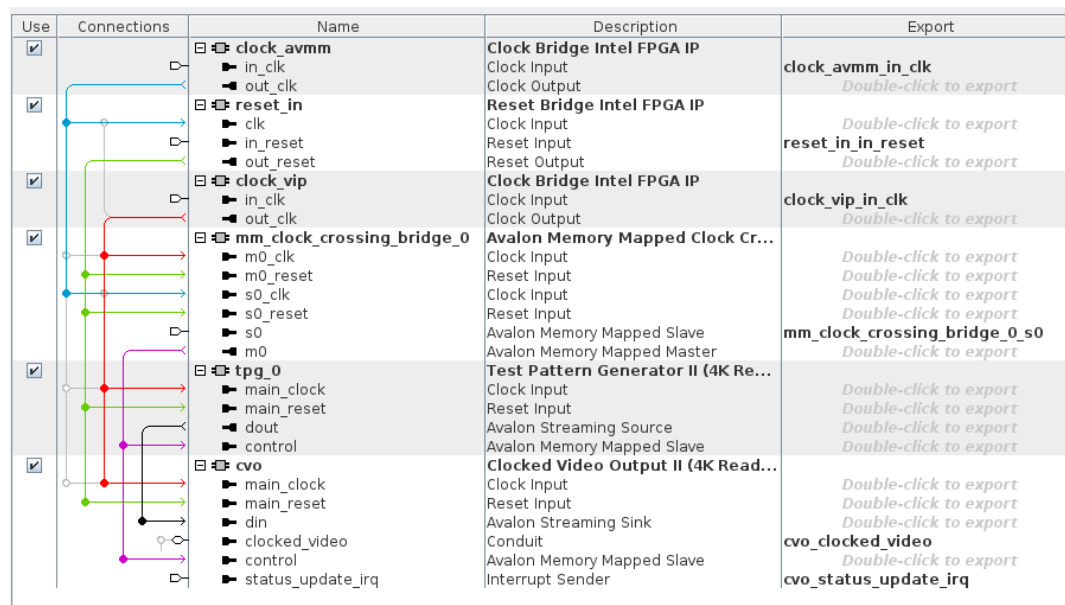 Use Connections Name Description Export
clock_avmm Clock Bridge Intel FPGA IP
in_clk Clock Input clock_avmm_in_clk
out_clk Clock Output Double-click to export
reset_in Reset Bridge Intel FPGA IP
clk Clock Input Double-click to export
in_reset Reset Input reset_in_in_reset
out_reset Reset Output Double-click to export
clock_vip Clock Bridge Intel FPGA IP
in_clk Clock Input clock_vip_in_clk
out_clk Clock Output Double-click to export
mm_clock_crossing_bridge_0 Avalon Memory Mapped Clock Cr...
m0_clk Clock Input Double-click to export
m0_reset Reset Input Double-click to export
s0_clk Clock Input Double-click to export
s0_reset Reset Input Double-click to export
s0 Avalon Memory Mapped Slave mm_clock_crossing_bridge_0_s0
m0 Avalon Memory Mapped Master Double-click to export
tpg_0 Test Pattern Generator II (4K Re...
main_clock Clock Input Double-click to export
main_reset Reset Input Double-click to export
dout Avalon Streaming Source Double-click to export
control Avalon Memory Mapped Slave Double-click to export
cvo Clocked Video Output II (4K Read...
main_clock Clock Input Double-click to export
main_reset Reset Input Double-click to export
din Avalon Streaming Sink Double-click to export
clocked_video Conduit cvo_clocked_video
control Avalon Memory Mapped Slave Double-click to export
status_update_irq Interrupt Sender cvo_status_update_irq